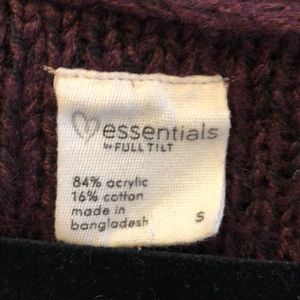 essentials
by FULL TILT
84% acrylic
16% cotton
made in
bangladesh
S